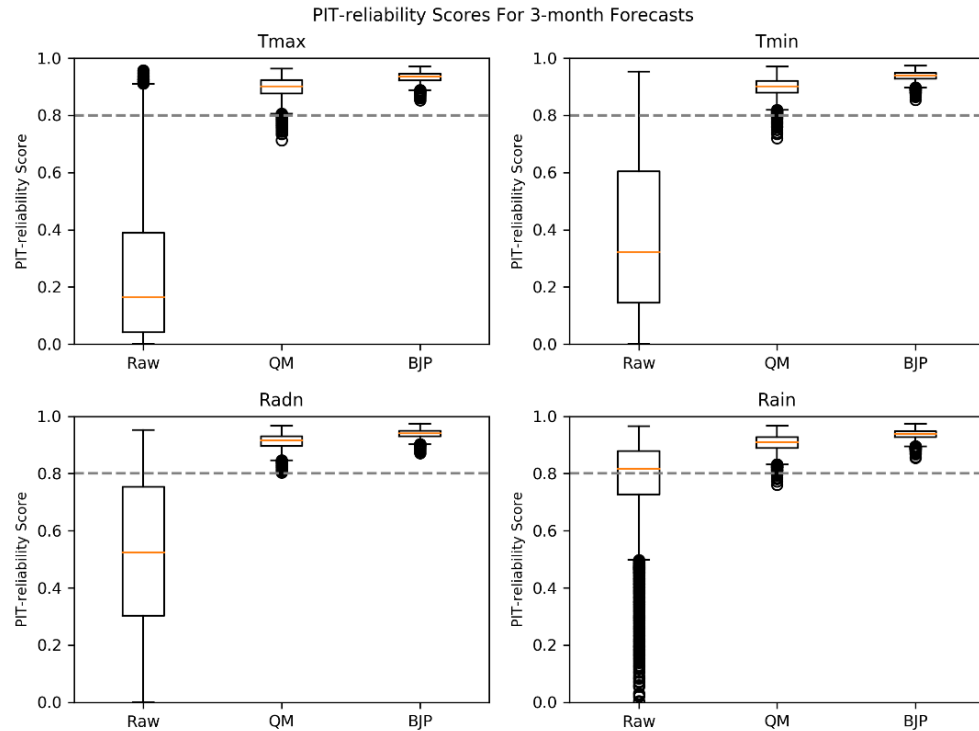 PIT-reliability Scores For 3-month Forecasts
Tmax
1.0
0.8
0.6
0.4
0.2
0.0
PIT-reliability Score
Raw QM BJP
Tmin
1.0
0.8
0.6
0.4
0.2
0.0
PIT-reliability Score
Raw QM BJP
Radn
1.0
0.8
0.6
0.4
0.2
0.0
PIT-reliability Score
Raw QM BJP
Rain
1.0
0.8
0.6
0.4
0.2
0.0
PIT-reliability Score
Raw QM BJP